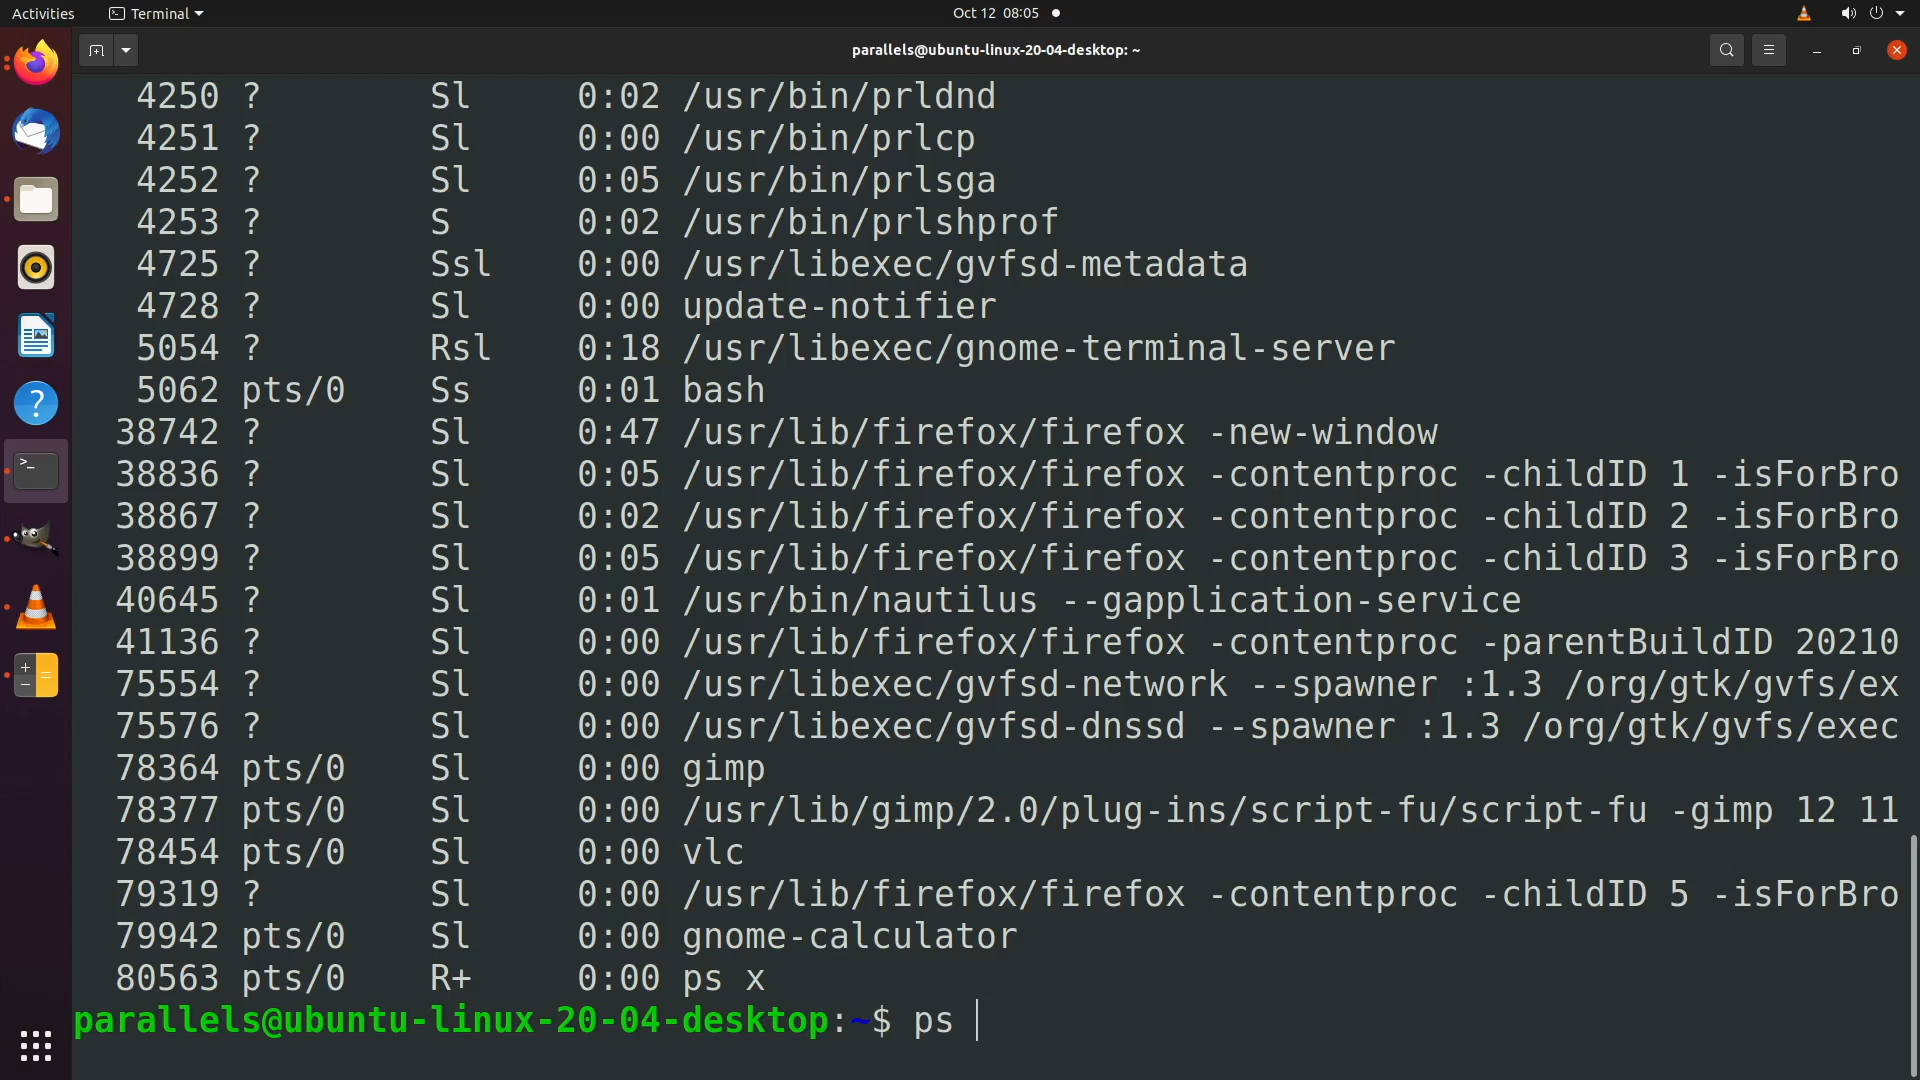 Activities Terminal Oct 12 08:05
parallels@ubuntu-linux-20-04-desktop: ~
4250 ? Sl 0:02 /usr/bin/prldnd
4251 ? Sl 0:00 /usr/bin/prlcp
4252 ? Sl 0:05 /usr/bin/prlsga
4253 ? S 0:02 /usr/bin/prlshprof
4725 ? Ssl 0:00 /usr/libexec/gvfsd-metadata
4728 ? Sl 0:00 update-notifier
5054 ? Rsl 0:18 /usr/libexec/gnome-terminal-server
5062 pts/0 Ss 0:01 bash
38742 ? Sl 0:47 /usr/lib/firefox/firefox -new-window
38836 ? Sl 0:05 /usr/lib/firefox/firefox -contentproc -childID 1 -isForBro
38867 ? Sl 0:02 /usr/lib/firefox/firefox -contentproc -childID 2 -isForBro
38899 ? Sl 0:05 /usr/lib/firefox/firefox -contentproc -childID 3 -isForBro
40645 ? Sl 0:01 /usr/bin/nautilus --gapplication-service
41136 ? Sl 0:00 /usr/lib/firefox/firefox -contentproc -parentBuildID 20210
75554 ? Sl 0:00 /usr/libexec/gvfsd-network --spawner :1.3 /org/gtk/gvfs/ex
75576 ? Sl 0:00 /usr/libexec/gvfsd-dnssd --spawner :1.3 /org/gtk/gvfs/exec
78364 pts/0 Sl 0:00 gimp
78377 pts/0 Sl 0:00 /usr/lib/gimp/2.0/plug-ins/script-fu/script-fu -gimp 12 11
78454 pts/0 Sl 0:00 vlc
79319 ? Sl 0:00 /usr/lib/firefox/firefox -contentproc -childID 5 -isForBro
79942 pts/0 Sl 0:00 gnome-calculator
80563 pts/0 R+ 0:00 ps x
parallels@ubuntu-linux-20-04-desktop:~$ ps